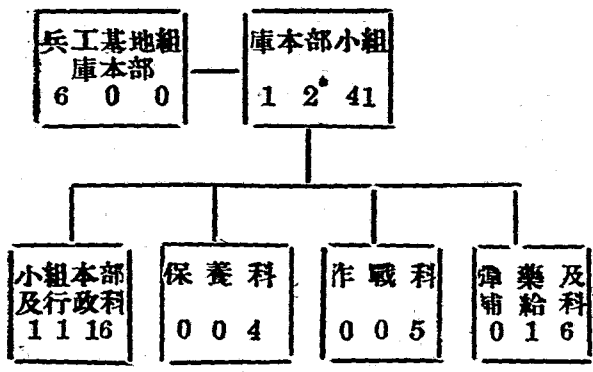 兵工基地組
庫本部
6 0 0
庫本部小組
1 2* 41
小組本部
及行政科
1 1 16
保養科
0 0 4
作戰科
0 0 5
彈藥及
補給科
0 1 6